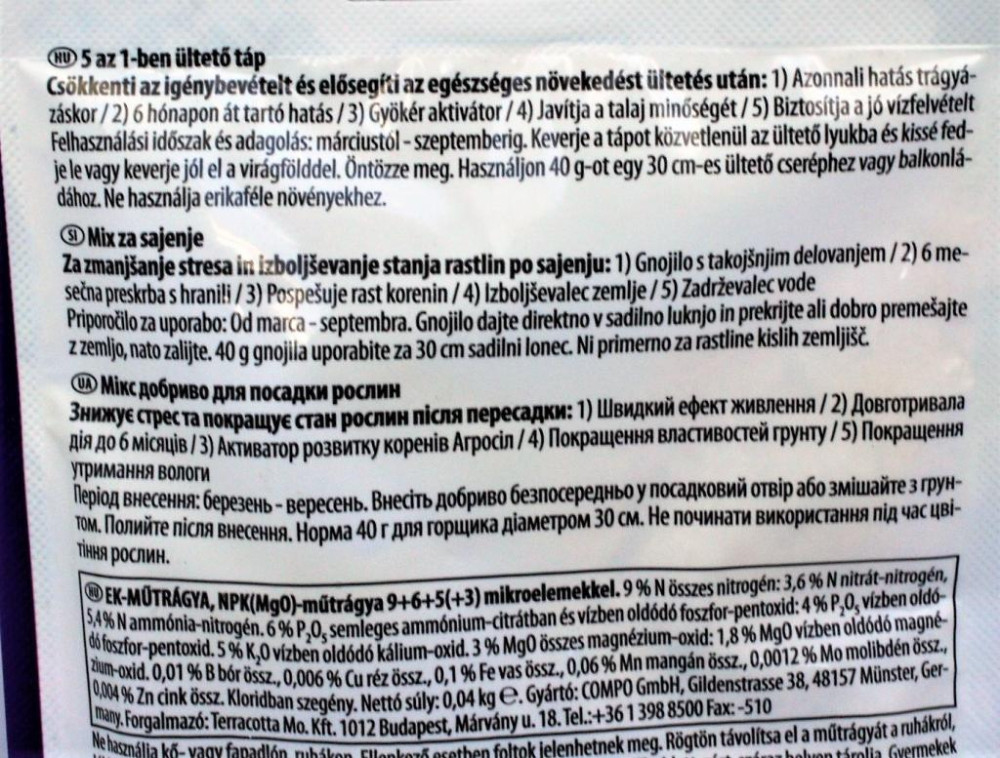 HU 5 az 1-ben ültető táp
Csökkenti az igénybevételt és elősegíti az egészséges növekedést ültetés után: 1) Azonnali hatás trágyá-
záskor / 2) 6 hónapon át tartó hatás / 3) Gyökér aktivátor / 4) Javítja a talaj minőségét / 5) Biztosítja a jó vízfelvételt
Felhasználási időszak és adagolás: márciustól - szeptemberig. Keverje a tápot közvetlenül az ültető lyukba és kissé fed-
je le vagy keverje jól el a virágfölddel. Öntözze meg. Használjon 40 g-ot egy 30 cm-es ültető cseréphez vagy balkonlá-
dához. Ne használja erikaféle növényekhez.
SI Mix za sajenje
Za zmanjšanje stresa in izboljševanje stanja rastlin po sajenju: 1) Gnojilo s takojšnjim delovanjem / 2) 6 me-
sečna preskrba s hranili / 3) Pospešuje rast korenin / 4) Izboljševalec zemlje / 5) Zadrževalec vode
Priporočilo za uporabo: Od marca - septembra. Gnojilo dajte direktno v sadilno luknjo in prekrijte ali dobro premešajte
z zemljo, nato zalijte. 40 g gnojila uporabite za 30 cm sadilni lonec. Ni primerno za rastline kislih zemljišč.
UA Мікс добриво для посадки рослин
Знижує стрес та покращує стан рослин після пересадки: 1) Швидкий ефект живлення / 2) Довготривала
дія до 6 місяців / 3) Активатор розвитку коренів Агросіл / 4) Покращення властивостей грунту / 5) Покращення
утримання вологи
Період внесення: березень - вересень. Внесіть добриво безпосередньо у посадковий отвір або змішайте з грун-
том. Полийте після внесення. Норма 40 г для горщика діаметром 30 см. Не починати використання під час цві-
тіння рослин.
HU EK-MŰTRÁGYA, NPK(MgO)-műtrágya 9+6+5(+3) mikroelemekkel. 9 % N összes nitrogén: 3,6 % N nitrát-nitrogén,
5,4 % N ammónia-nitrogén. 6 % P₂O₅ semleges ammónium-citrátban és vízben oldódó foszfor-pentoxid: 4 % P₂O₅ vízben oldó-
dó foszfor-pentoxid. 5 % K₂O vízben oldódó kálium-oxid. 3 % MgO összes magnézium-oxid: 1,8 % MgO vízben oldódó magné-
zium-oxid. 0,01 % B bór össz., 0,006 % Cu réz össz., 0,1 % Fe vas össz., 0,06 % Mn mangán össz., 0,0012 % Mo molibdén össz.,
0,004 % Zn cink össz. Kloridban szegény. Nettó súly: 0,04 kg ℮. Gyártó: COMPO GmbH, Gildenstrasse 38, 48157 Münster, Ger-
many. Forgalmazó: Terracotta Mo. Kft. 1012 Budapest, Márvány u. 18. Tel.:+36 1 398 8500 Fax: -510
Ne használja kő- vagy fapadlón, ruhákon. Ellenkező esetben foltok jelenhetnek meg. Rögtön távolítsa el a műtrágyát a ruhákról,
száraz helyen tárolja. Gyermekek